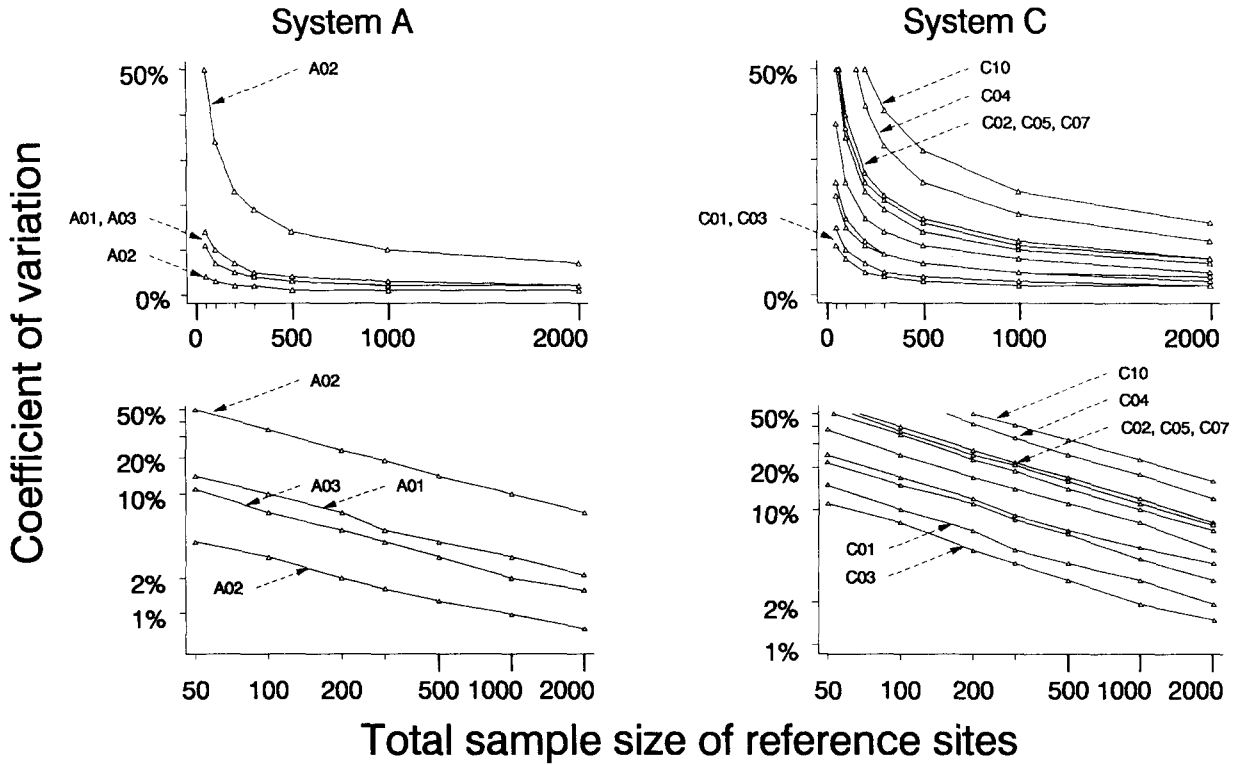 System A
System C
Coefficient of variation
50%
0%
A02
A01, A03
A02
0 500 1000 2000
50%
0%
C10
C04
C02, C05, C07
C01, C03
0 500 1000 2000
50%
20%
10%
2%
1%
A02
A03
A01
A02
50 100 200 500 1000 2000
50%
20%
10%
2%
1%
C10
C04
C02, C05, C07
C01
C03
50 100 200 500 1000 2000
Total sample size of reference sites